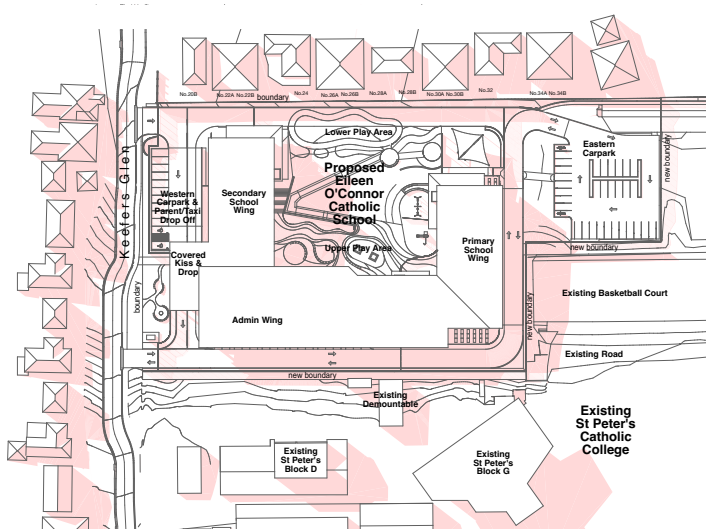 No.20B
No.22A No.22B
No.24
No.26A No.26B
No.28A
No.28B
No.30A No.30B
No.32
No.34A No.34B
boundary
Lower Play Area
Eastern
Carpark
Keefers Glen
Proposed
Eileen
O'Connor
Catholic
School
Western
Carpark &
Parent/Taxi
Drop Off
Secondary
School
Wing
Upper Play Area
Primary
School
Wing
new boundary
Covered
Kiss &
Drop
boundary
Existing Basketball Court
Admin Wing
new boundary
new boundary
Existing Road
new boundary
Existing
Demountable
Existing
St Peter's
Catholic
College
Existing
St Peter's
Block D
Existing
St Peter's
Block G